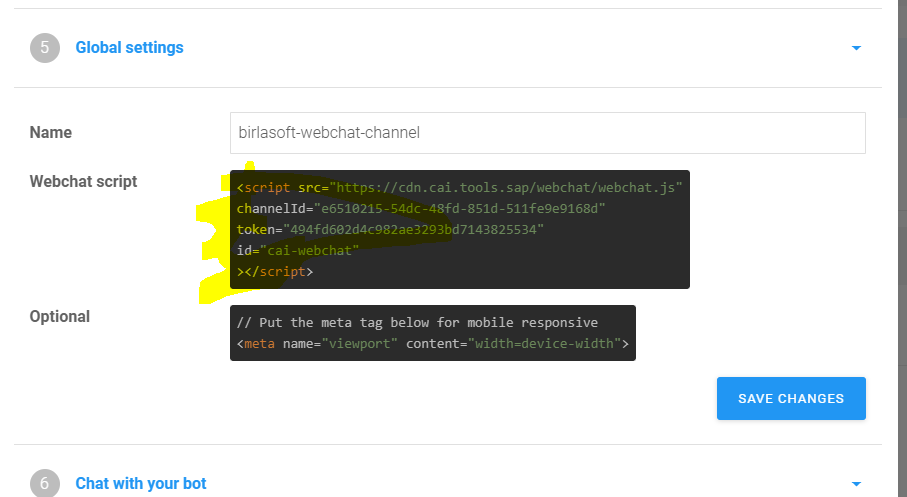 5 Global settings
Name birlasoft-webchat-channel
Webchat script
<script src="https://cdn.cai.tools.sap/webchat/webchat.js"
channelId="e6510215-54dc-48fd-851d-511fe9e9168d"
token="494fd602d4c982ae3293bd7143825534"
id="cai-webchat"
></script>
Optional
// Put the meta tag below for mobile responsive
<meta name="viewport" content="width=device-width">
SAVE CHANGES
6 Chat with your bot